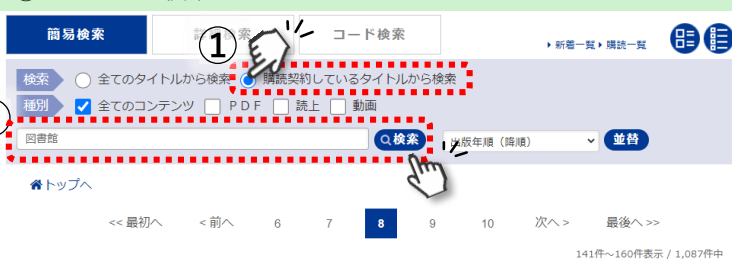 簡易検索 検索 コード検索
①
新着一覧 購読一覧
検索 全てのタイトルから検索 購読契約しているタイトルから検索
種別 全てのコンテンツ PDF 読上 動画
図書館 検索 出版年順（降順） 並替
トップへ
<< 最初へ < 前へ 6 7 8 9 10 次へ > 最後へ >>
141件～160件表示 / 1,087件中